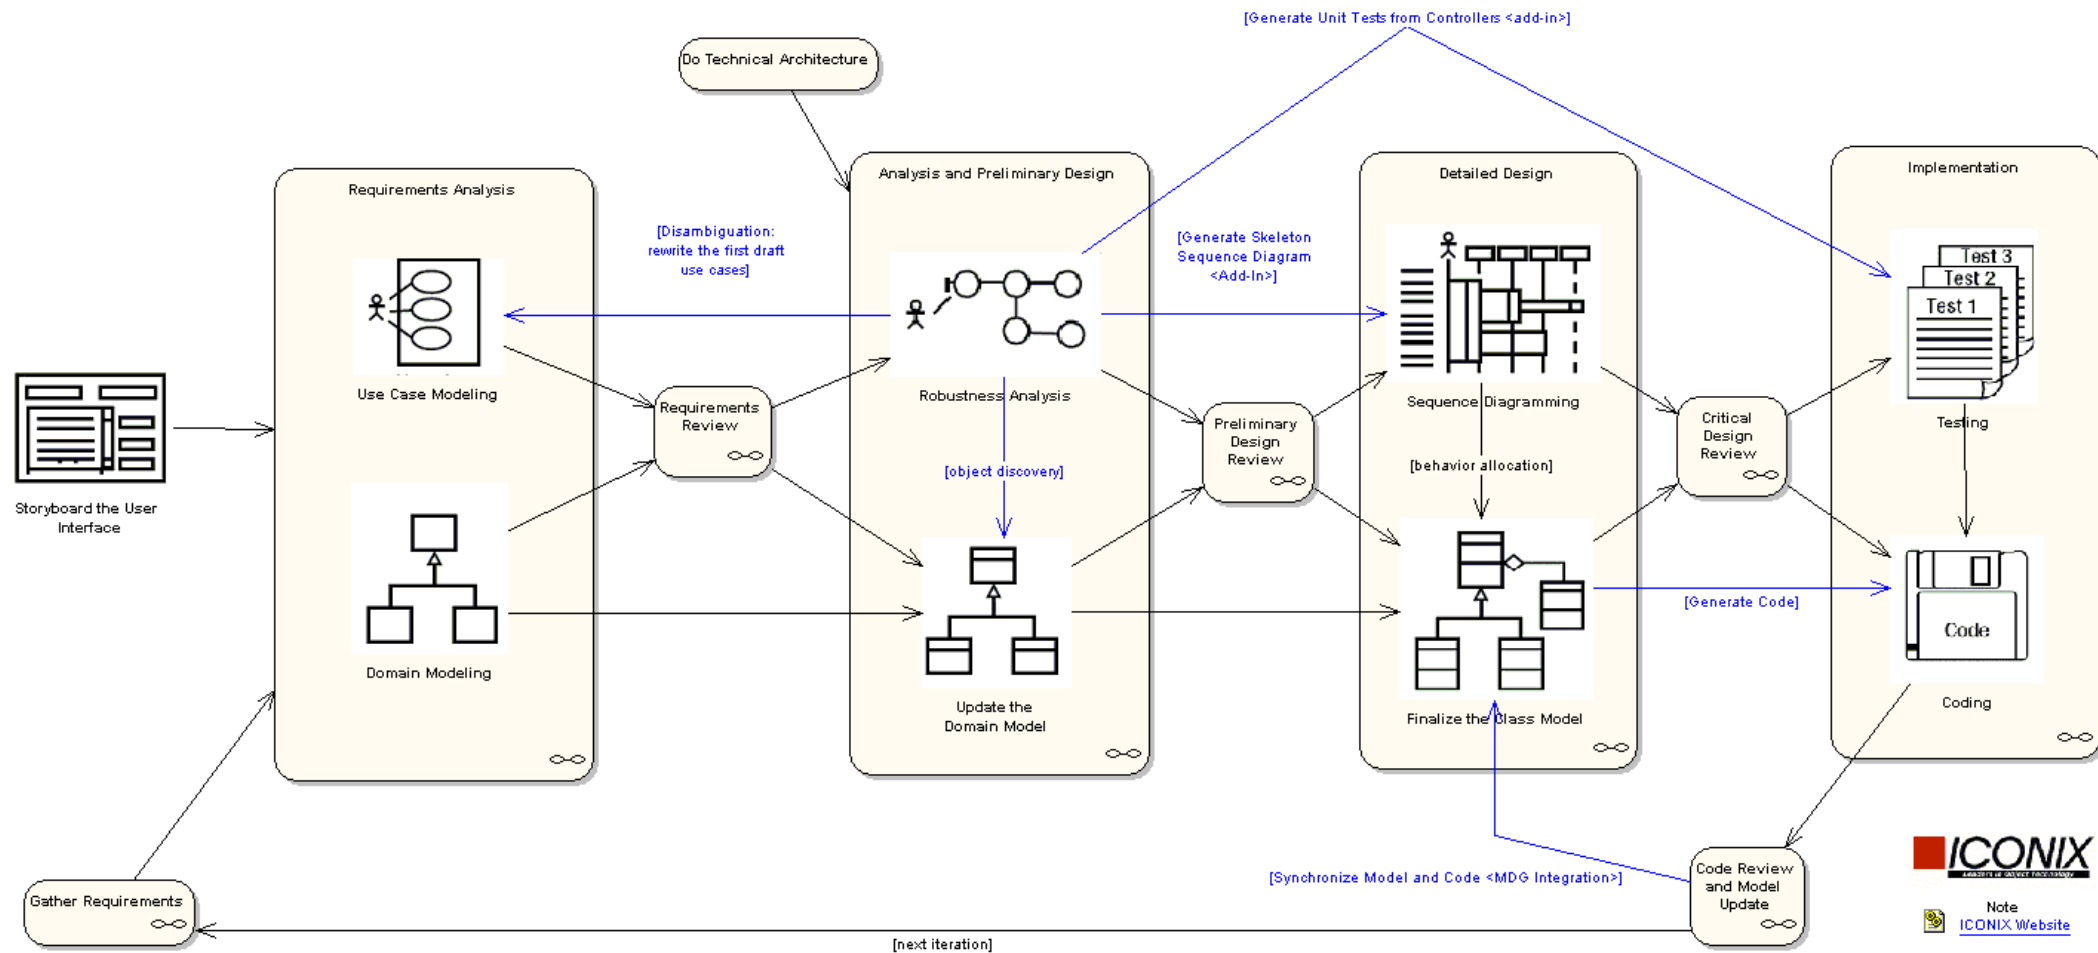 [Generate Unit Tests from Controllers <add-in>]
Do Technical Architecture
Requirements Analysis
Analysis and Preliminary Design
Detailed Design
Implementation
[Disambiguation:
rewrite the first draft
use cases]
[Generate Skeleton
Sequence Diagram
<Add-In>]
Test 3
Test 2
Test 1
Use Case Modeling
Robustness Analysis
Sequence Diagramming
Testing
Requirements
Review
Preliminary
Design
Review
Critical
Design
Review
[object discovery]
[behavior allocation]
Storyboard the User
Interface
[Generate Code]
Code
Domain Modeling
Update the
Domain Model
Finalize the Class Model
Coding
[Synchronize Model and Code <MDG Integration>]
Code Review
and Model
Update
Gather Requirements
[next iteration]
ICONIX
Leaders in Object Technology
Note
ICONIX Website